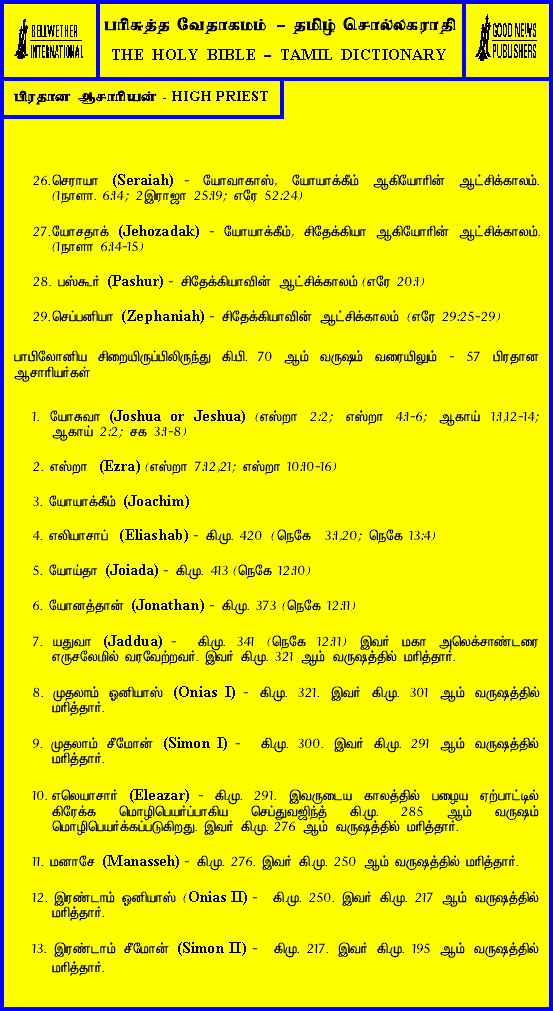 BELLWETHER
INTERNATIONAL
பரிசுத்த வேதாகமம் – தமிழ் சொல்லகராதி
THE HOLY BIBLE – TAMIL DICTIONARY
GOOD NEWS
PUBLISHERS
பிரதான ஆசாரியன் - HIGH PRIEST
26.செராயா (Seraiah) - யோவாகாஸ், யோயாக்கீம் ஆகியோரின் ஆட்சிக்காலம்.
(1நாளா. 6:14; 2இராஜா 25:19; எரே 52:24)
27.யோசதாக் (Jehozadak) - யோயாக்கீம், சிதேக்கியா ஆகியோரின் ஆட்சிக்காலம்.
(1நாளா 6:14-15)
28. பஸ்கூர் (Pashur) - சிதேக்கியாவின் ஆட்சிக்காலம் (எரே 20:1)
29.செப்பனியா (Zephaniah) - சிதேக்கியாவின் ஆட்சிக்காலம் (எரே 29:25-29)
பாபிலோனிய சிறையிருப்பிலிருந்து கி.பி. 70 ஆம் வருஷம் வரையிலும் - 57 பிரதான
ஆசாரியர்கள்
1. யோசுவா (Joshua or Jeshua) (எஸ்றா 2:2; எஸ்றா 4:1-6; ஆகாய் 1:1,12-14;
ஆகாய் 2:2; சக 3:1-8)
2. எஸ்றா (Ezra) (எஸ்றா 7:12,21; எஸ்றா 10:10-16)
3. யோயாக்கீம் (Joachim)
4. எலியாசாப் (Eliashab) - கி.மு. 420 (நெகே 3:1,20; நெகே 13:4)
5. யோய்தா (Joiada) - கி.மு. 413 (நெகே 12:10)
6. யோனத்தான் (Jonathan) - கி.மு. 373 (நெகே 12:11)
7. யதுவா (Jaddua) - கி.மு. 341 (நெகே 12:11) இவர் மகா அலெக்சாண்டரை
எருசலேமில் வரவேற்றவர். இவர் கி.மு. 321 ஆம் வருஷத்தில் மரித்தார்.
8. முதலாம் ஓனியாஸ் (Onias I) - கி.மு. 321. இவர் கி.மு. 301 ஆம் வருஷத்தில்
மரித்தார்.
9. முதலாம் சீமோன் (Simon I) - கி.மு. 300. இவர் கி.மு. 291 ஆம் வருஷத்தில்
மரித்தார்.
10. எலெயாசார் (Eleazar) - கி.மு. 291. இவருடைய காலத்தில் பழைய ஏற்பாட்டில்
கிரேக்க மொழிபெயர்ப்பாகிய செப்துவஜிந்த் கி.மு. 285 ஆம் வருஷம்
மொழிபெயர்க்கப்படுகிறது. இவர் கி.மு. 276 ஆம் வருஷத்தில் மரித்தார்.
11. மனாசே (Manasseh) - கி.மு. 276. இவர் கி.மு. 250 ஆம் வருஷத்தில் மரித்தார்.
12. இரண்டாம் ஓனியாஸ் (Onias II) - கி.மு. 250. இவர் கி.மு. 217 ஆம் வருஷத்தில்
மரித்தார்.
13. இரண்டாம் சீமோன் (Simon II) - கி.மு. 217. இவர் கி.மு. 195 ஆம் வருஷத்தில்
மரித்தார்.